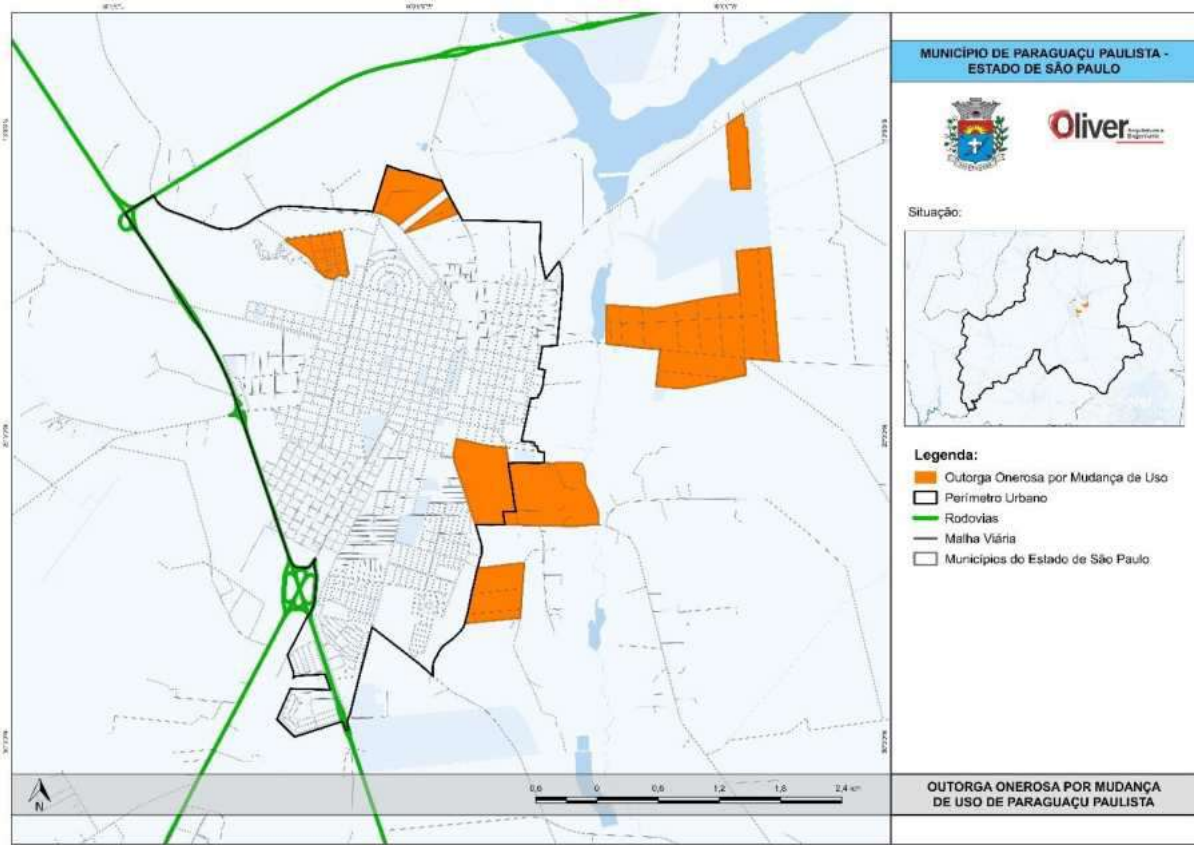 MUNICÍPIO DE PARAGUAÇU PAULISTA -
ESTADO DE SÃO PAULO
Oliver
Situação:
Legenda:
Outorga Onerosa por Mudança de Uso
Perímetro Urbano
Rodovias
Malha Viária
Municípios do Estado de São Paulo
N
0,6 0 0,6 1,2 1,8 2,4 km
OUTORGA ONEROSA POR MUDANÇA
DE USO DE PARAGUAÇU PAULISTA